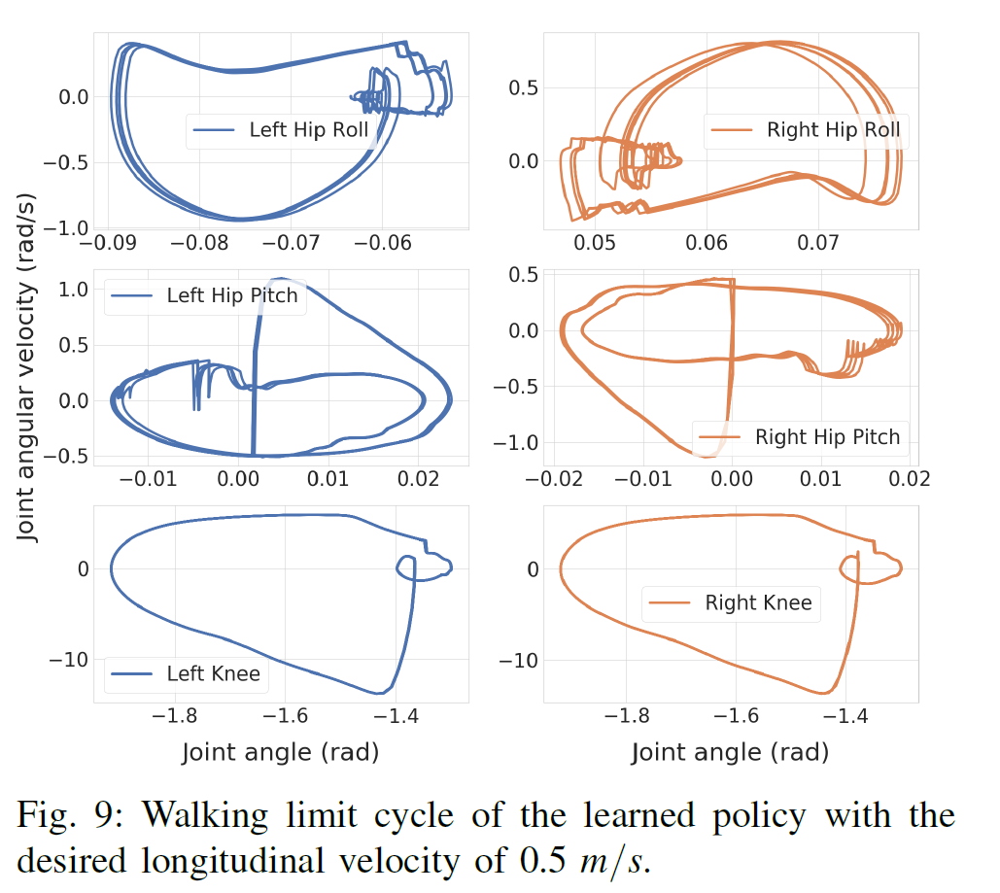 Joint angular velocity (rad/s)
0.0
−0.5
−1.0
Left Hip Roll
−0.09 −0.08 −0.07 −0.06
0.5
0.0
Right Hip Roll
0.05 0.06 0.07
1.0
0.5
0.0
−0.5
Left Hip Pitch
−0.01 0.00 0.01 0.02
0.5
0.0
−0.5
−1.0
Right Hip Pitch
−0.02 −0.01 0.00 0.01 0.02
0
−10
Left Knee
−1.8 −1.6 −1.4
Joint angle (rad)
0
−10
Right Knee
−1.8 −1.6 −1.4
Joint angle (rad)
Fig. 9: Walking limit cycle of the learned policy with the
desired longitudinal velocity of 0.5 m/s.